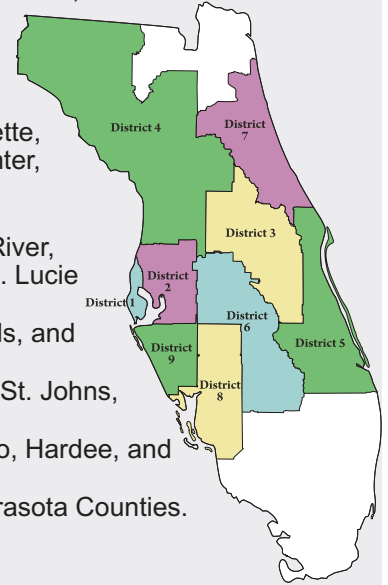 ette,
nter,
River,
. Lucie
ls, and
St. Johns,
o, Hardee, and
rasota Counties.
District 4
District
7
District 3
District 1
District
2
District
6
District 5
District
9
District
8